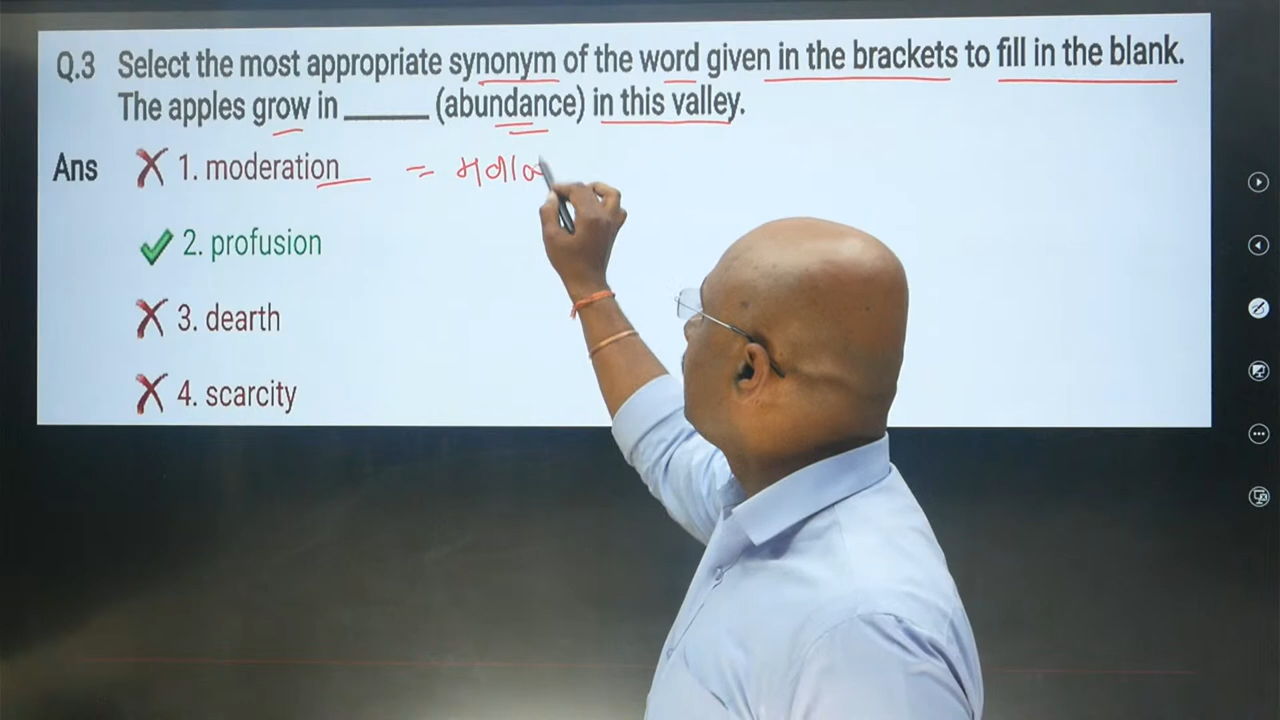 Q.3 Select the most appropriate synonym of the word given in the brackets to fill in the blank.
The apples grow in ______ (abundance) in this valley.
Ans 1. moderation =
2. profusion
3. dearth
4. scarcity